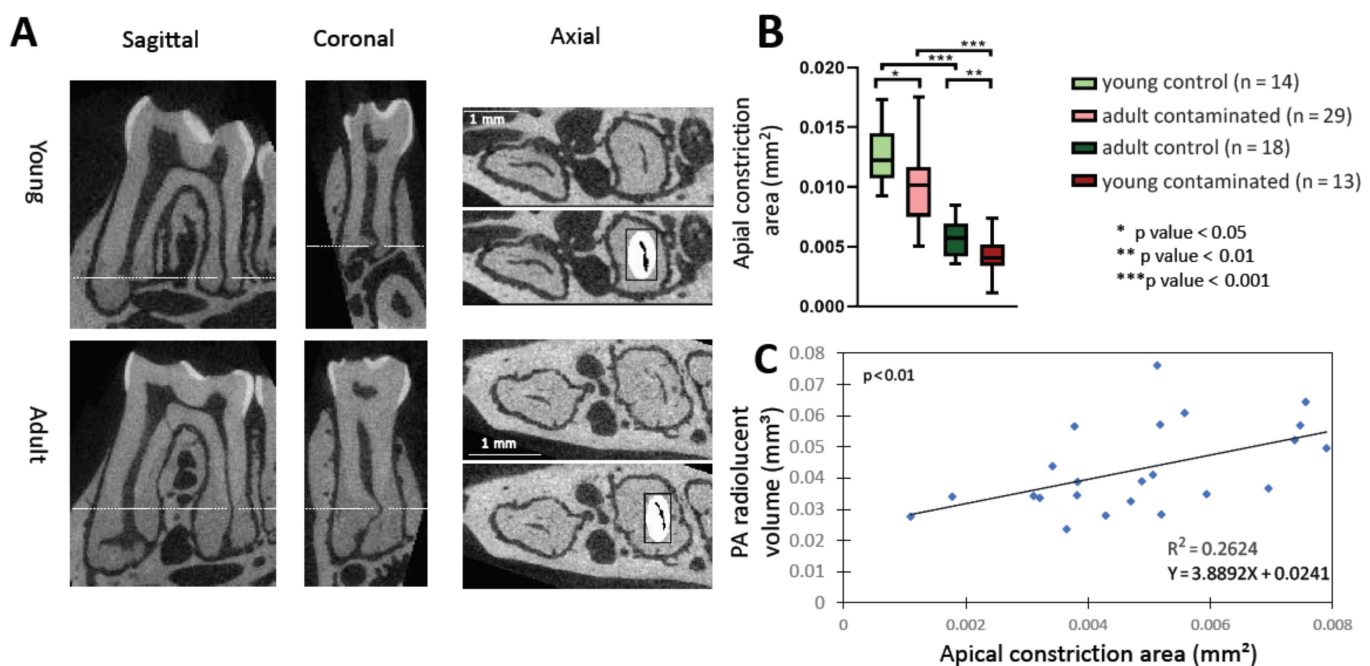 A
Sagittal
Coronal
Axial
Young
Adult
1 mm
1 mm
B
Apial constriction
area (mm²)
0.020
0.015
0.010
0.005
0.000
*
***
***
**
young control (n = 14)
adult contaminated (n = 29)
adult control (n = 18)
young contaminated (n = 13)
* p value < 0.05
** p value < 0.01
***p value < 0.001
C
PA radiolucent
volume (mm³)
0.08
0.07
0.06
0.05
0.04
0.03
0.02
0.01
0
p<0.01
R² = 0.2624
Y=3.8892X + 0.0241
0 0.002 0.004 0.006 0.008
Apical constriction area (mm²)